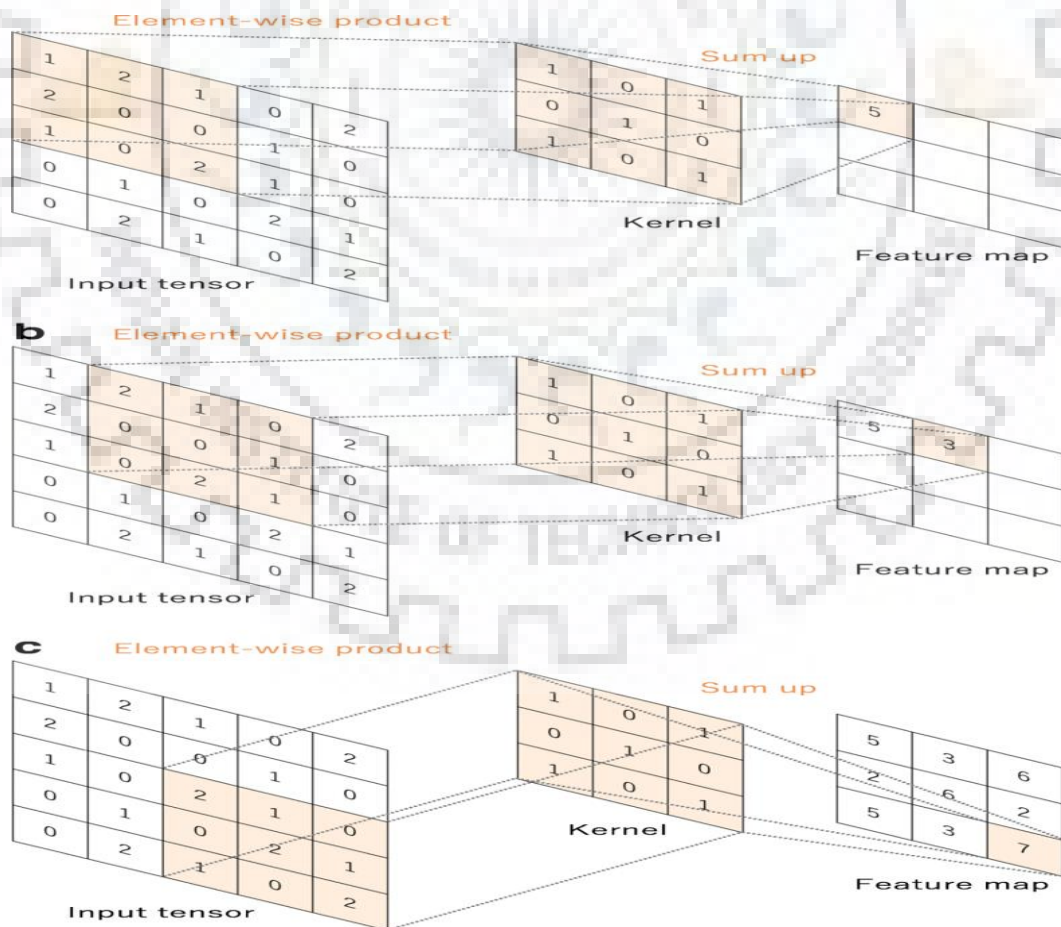 Element-wise product
1 2 1 0 2
2 0 0 1 0
1 0 2 1 0
0 1 0 2 1
0 2 1 0 2
Input tensor
1 0 1
0 1 0
1 0 1
Kernel
Sum up
5
Feature map
b
Element-wise product
1 2 1 0 2
2 0 0 1 0
1 0 2 1 0
0 1 0 2 1
0 2 1 0 2
Input tensor
1 0 1
0 1 0
1 0 1
Kernel
Sum up
5 3
Feature map
c
Element-wise product
1 2 1 0 2
2 0 0 1 0
1 0 2 1 0
0 1 0 2 1
0 2 1 0 2
Input tensor
1 0 1
0 1 0
1 0 1
Kernel
Sum up
5 3 6
2 6 2
5 3 7
Feature map